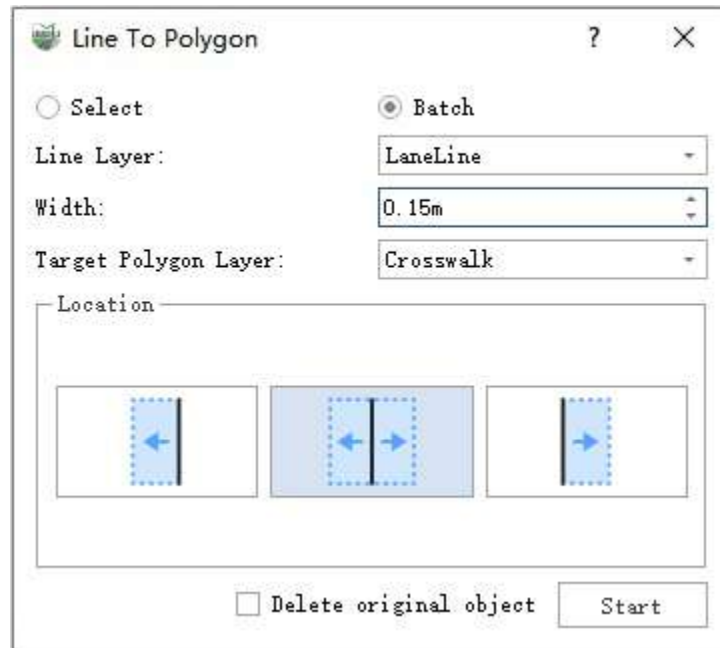 Line To Polygon ?
Select Batch
Line Layer: LaneLine
Width: 0.15m
Target Polygon Layer: Crosswalk
Location
Delete original object Start